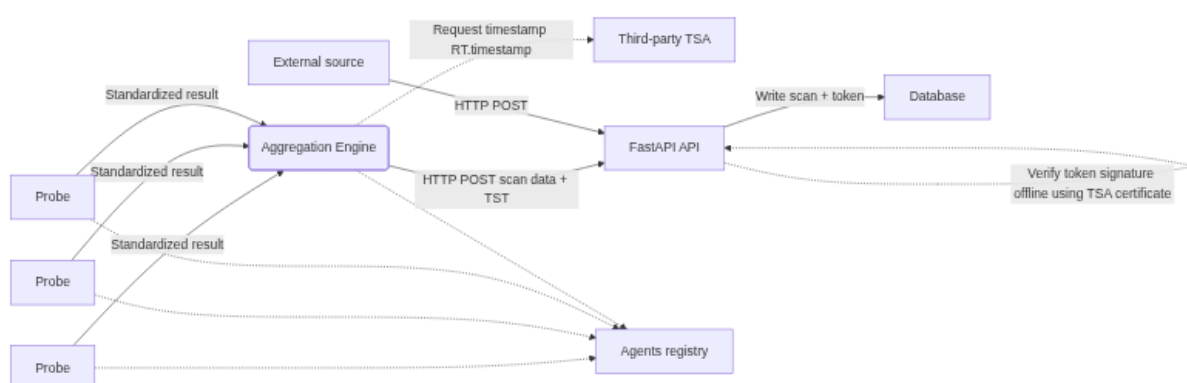 Request timestamp
RT.timestamp
Third-party TSA
External source
Standardized result
HTTP POST
Write scan + token
Database
Aggregation Engine
FastAPI API
Standardized result
HTTP POST scan data +
TST
Verify token signature
offline using TSA certificate
Probe
Standardized result
Probe
Agents registry
Probe